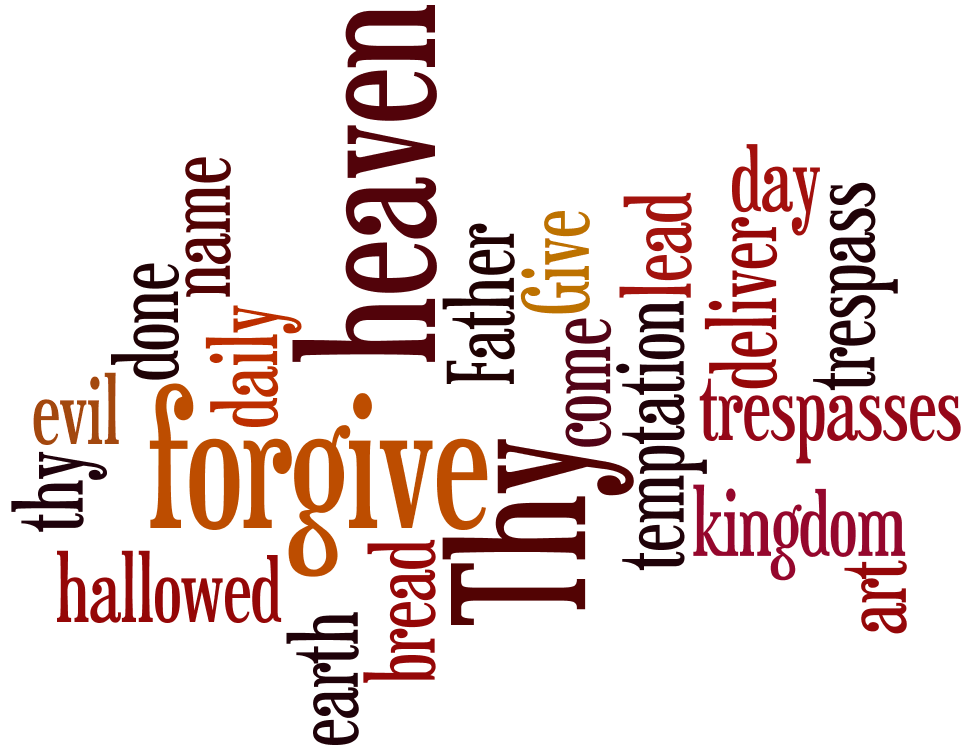 heaven
name
day
lead
trespass
Father
Give
deliver
done
daily
come
temptation
evil
forgive
trespasses
thy
Thy
kingdom
hallowed
bread
art
earth